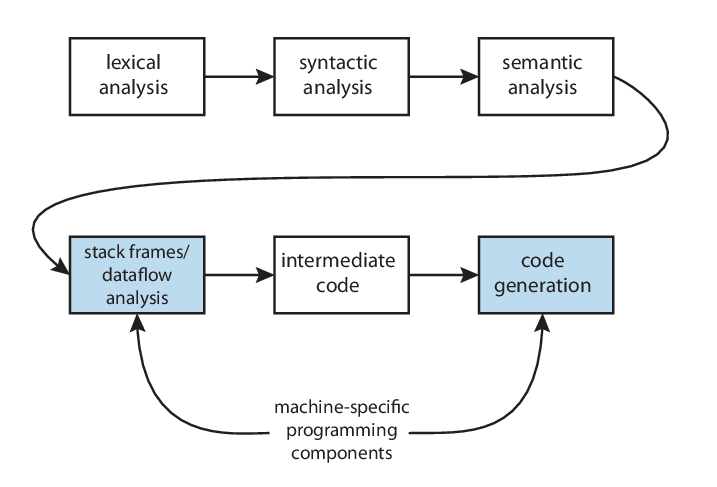 lexical
analysis
syntactic
analysis
semantic
analysis
stack frames/
dataflow
analysis
intermediate
code
code
generation
machine-specific
programming
components